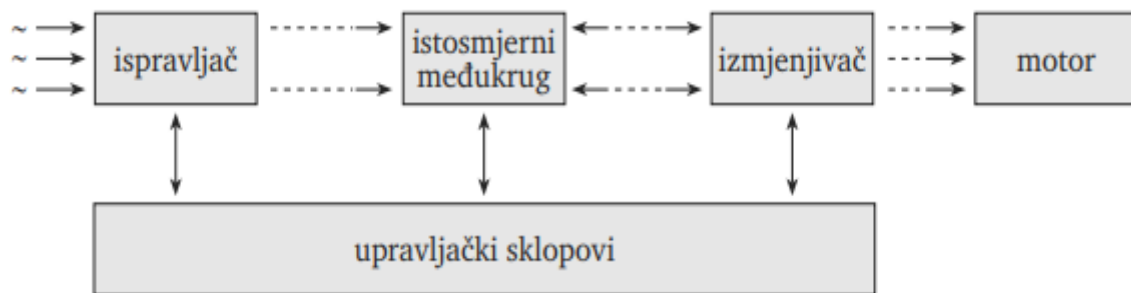 ~
~
~
ispravljač
istosmjerni
međukrug
izmjenjivač
motor
upravljački sklopovi